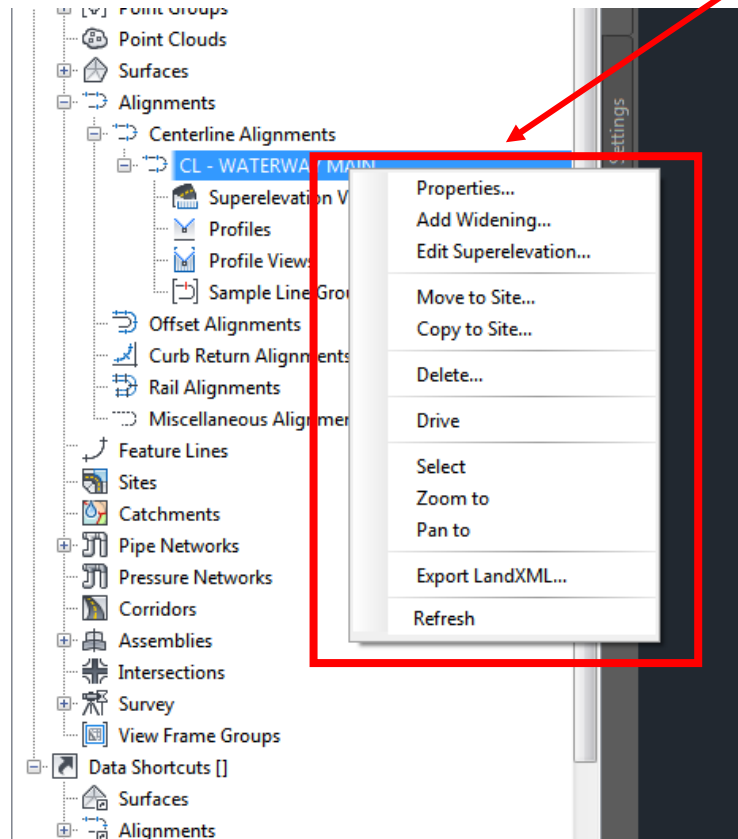 Point Groups
Point Clouds
Surfaces
Alignments
Centerline Alignments
CL - WATERWAY MAIN
Superelevation V
Profiles
Profile Views
Sample Line Grou
Offset Alignments
Curb Return Alignments
Rail Alignments
Miscellaneous Alignmen
Feature Lines
Sites
Catchments
Pipe Networks
Pressure Networks
Corridors
Assemblies
Intersections
Survey
View Frame Groups
Data Shortcuts []
Surfaces
Alignments
Properties...
Add Widening...
Edit Superelevation...
Move to Site...
Copy to Site...
Delete...
Drive
Select
Zoom to
Pan to
Export LandXML...
Refresh
Settings